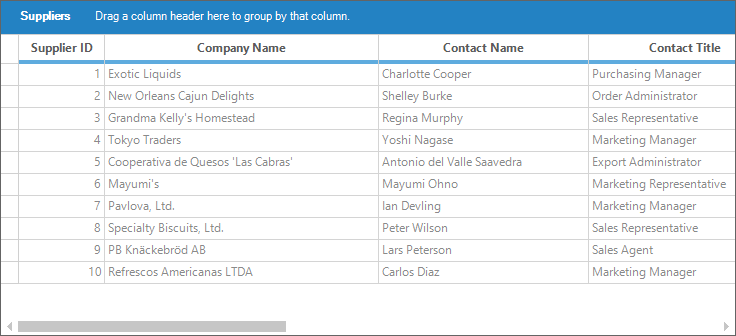 Suppliers Drag a column header here to group by that column.
Supplier ID Company Name Contact Name Contact Title
1 Exotic Liquids Charlotte Cooper Purchasing Manager
2 New Orleans Cajun Delights Shelley Burke Order Administrator
3 Grandma Kelly's Homestead Regina Murphy Sales Representative
4 Tokyo Traders Yoshi Nagase Marketing Manager
5 Cooperativa de Quesos 'Las Cabras' Antonio del Valle Saavedra Export Administrator
6 Mayumi's Mayumi Ohno Marketing Representative
7 Pavlova, Ltd. Ian Devling Marketing Manager
8 Specialty Biscuits, Ltd. Peter Wilson Sales Representative
9 PB Knäckebröd AB Lars Peterson Sales Agent
10 Refrescos Americanas LTDA Carlos Diaz Marketing Manager